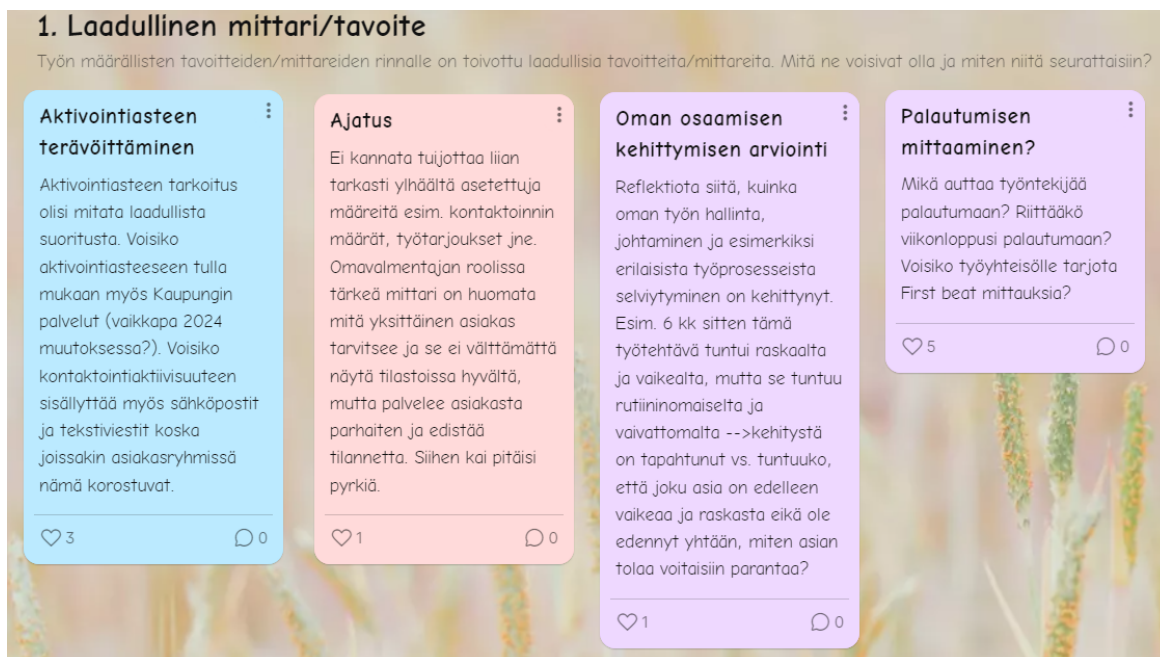 1. Laadullinen mittari/tavoite
Työn määrällisten tavoitteiden/mittareiden rinnalle on toivottu laadullisia tavoitteita/mittareita. Mitä ne voisivat olla ja miten niitä seurattaisiin?
Aktivointiasteen
terävöittäminen
Aktivointiasteen tarkoitus
olisi mitata laadullista
suoritusta. Voisiko
aktivointiasteeseen tulla
mukaan myös Kaupungin
palvelut (vaikkapa 2024
muutoksessa?). Voisiko
kontaktointiaktiivisuuteen
sisällyttää myös sähköpostit
ja tekstiviestit koska
joissakin asiakasryhmissä
nämä korostuvat.
3
0
Ajatus
Ei kannata tuijottaa liian
tarkasti ylhäältä asetettuja
määreitä esim. kontaktoinnin
määrät, työtarjoukset jne.
Omavalmentajan roolissa
tärkeä mittari on huomata
mitä yksittäinen asiakas
tarvitsee ja se ei välttämättä
näytä tilastoissa hyvältä,
mutta palvelee asiakasta
parhaiten ja edistää
tilannetta. Siihen kai pitäisi
pyrkiä.
1
0
Oman osaamisen
kehittymisen arviointi
Reflektiota siitä, kuinka
oman työn hallinta,
johtaminen ja esimerkiksi
erilaisista työprosesseista
selviytyminen on kehittynyt.
Esim. 6 kk sitten tämä
työtehtävä tuntui raskaalta
ja vaikealta, mutta se tuntuu
rutiininomaiselta ja
vaivattomalta -->kehitystä
on tapahtunut vs. tuntuuko,
että joku asia on edelleen
vaikeaa ja raskasta eikä ole
edennyt yhtään, miten asian
tolaa voitaisiin parantaa?
1
0
Palautumisen
mittaaminen?
Mikä auttaa työntekijää
palautumaan? Riittääkö
viikonloppusi palautumaan?
Voisiko työyhteisölle tarjota
First beat mittauksia?
5
0